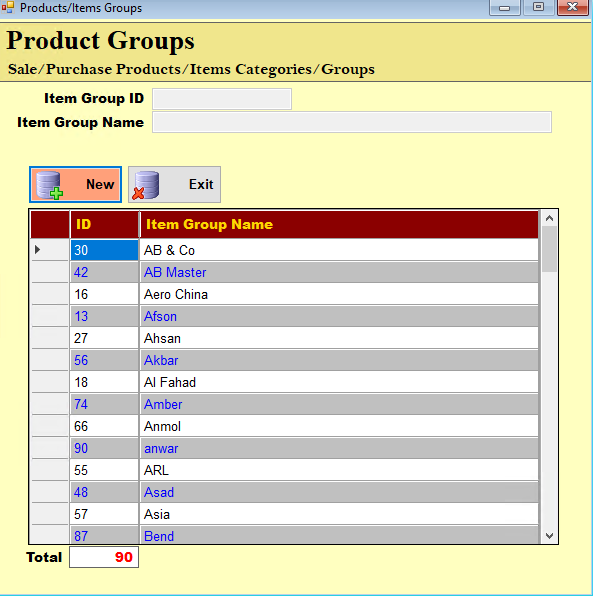 Products/Items Groups
Product Groups
Sale/Purchase Products/Items Categories/Groups
Item Group ID
Item Group Name
New Exit
ID Item Group Name
30 AB & Co
42 AB Master
16 Aero China
13 Afson
27 Ahsan
56 Akbar
18 Al Fahad
74 Amber
66 Anmol
90 anwar
55 ARL
48 Asad
57 Asia
87 Bend
Total 90